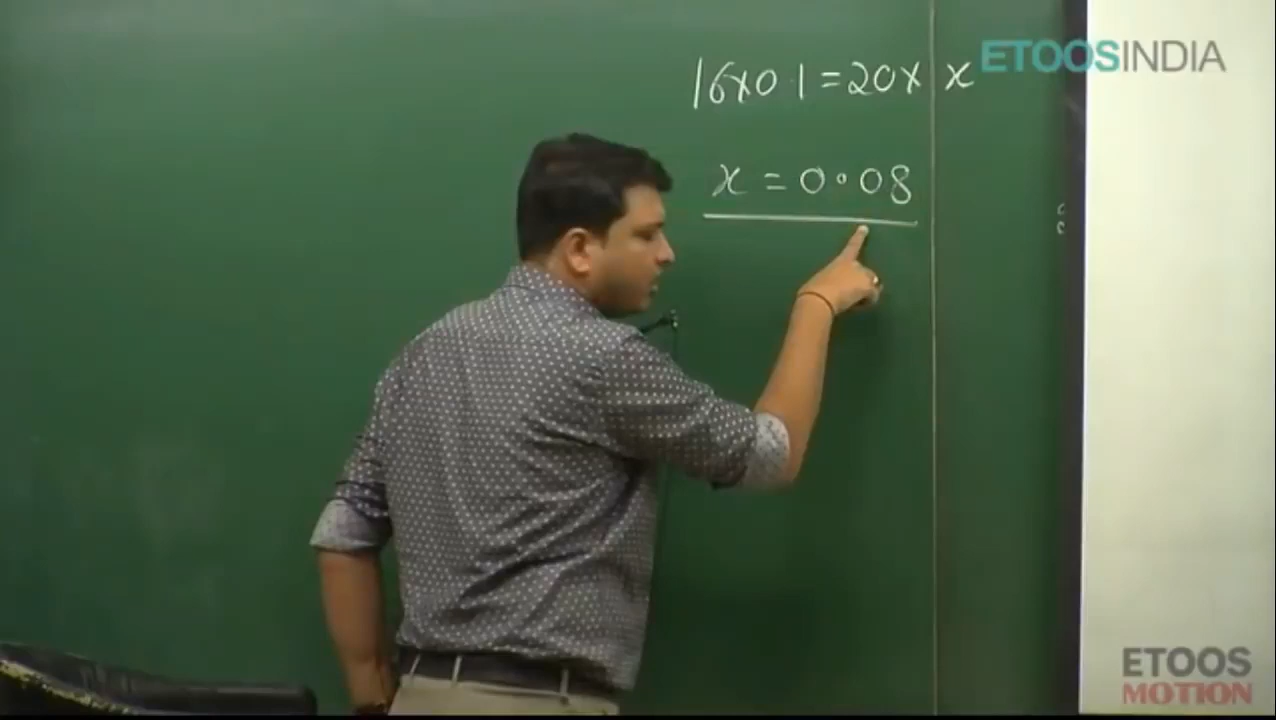 16x0.1=20x x
ETOOSINDIA
x = 0.08
ETOOS
MOTION